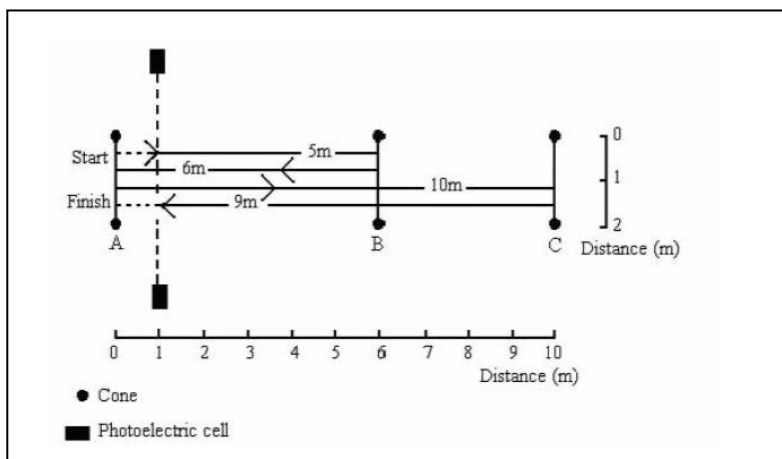 5m
0
Start
6m
1
10m
Finish
9m
2
A
B
C
Distance (m)
0 1 2 3 4 5 6 7 8 9 10
Distance (m)
Cone
Photoelectric cell